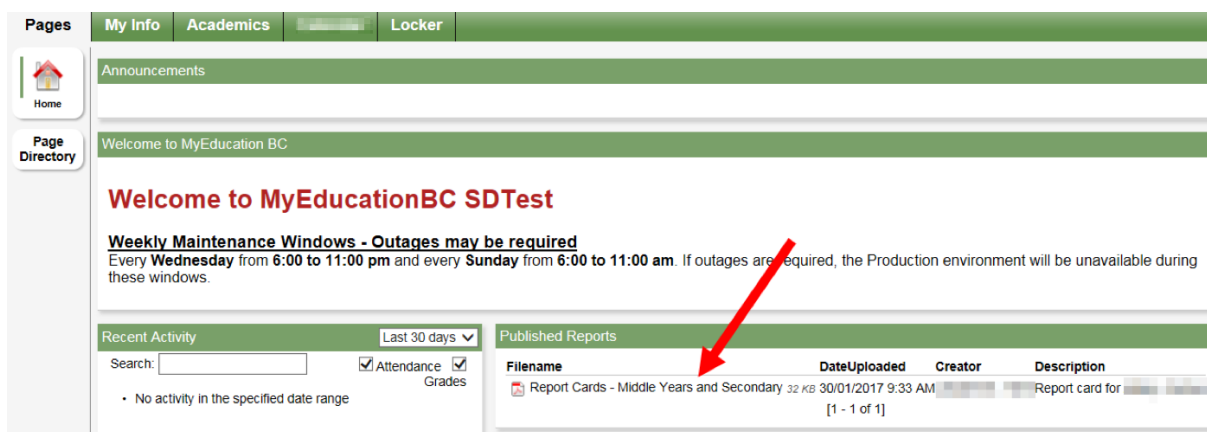 Pages My Info Academics Locker
Home
Page
Directory
Announcements
Welcome to MyEducation BC
Welcome to MyEducationBC SDTest
Weekly Maintenance Windows - Outages may be required
Every Wednesday from 6:00 to 11:00 pm and every Sunday from 6:00 to 11:00 am. If outages are required, the Production environment will be unavailable during
these windows.
Recent Activity Last 30 days
Search: Attendance
Grades
• No activity in the specified date range
Published Reports
Filename DateUploaded Creator Description
Report Cards - Middle Years and Secondary 32 KB 30/01/2017 9:33 AM Report card for
[1 - 1 of 1]